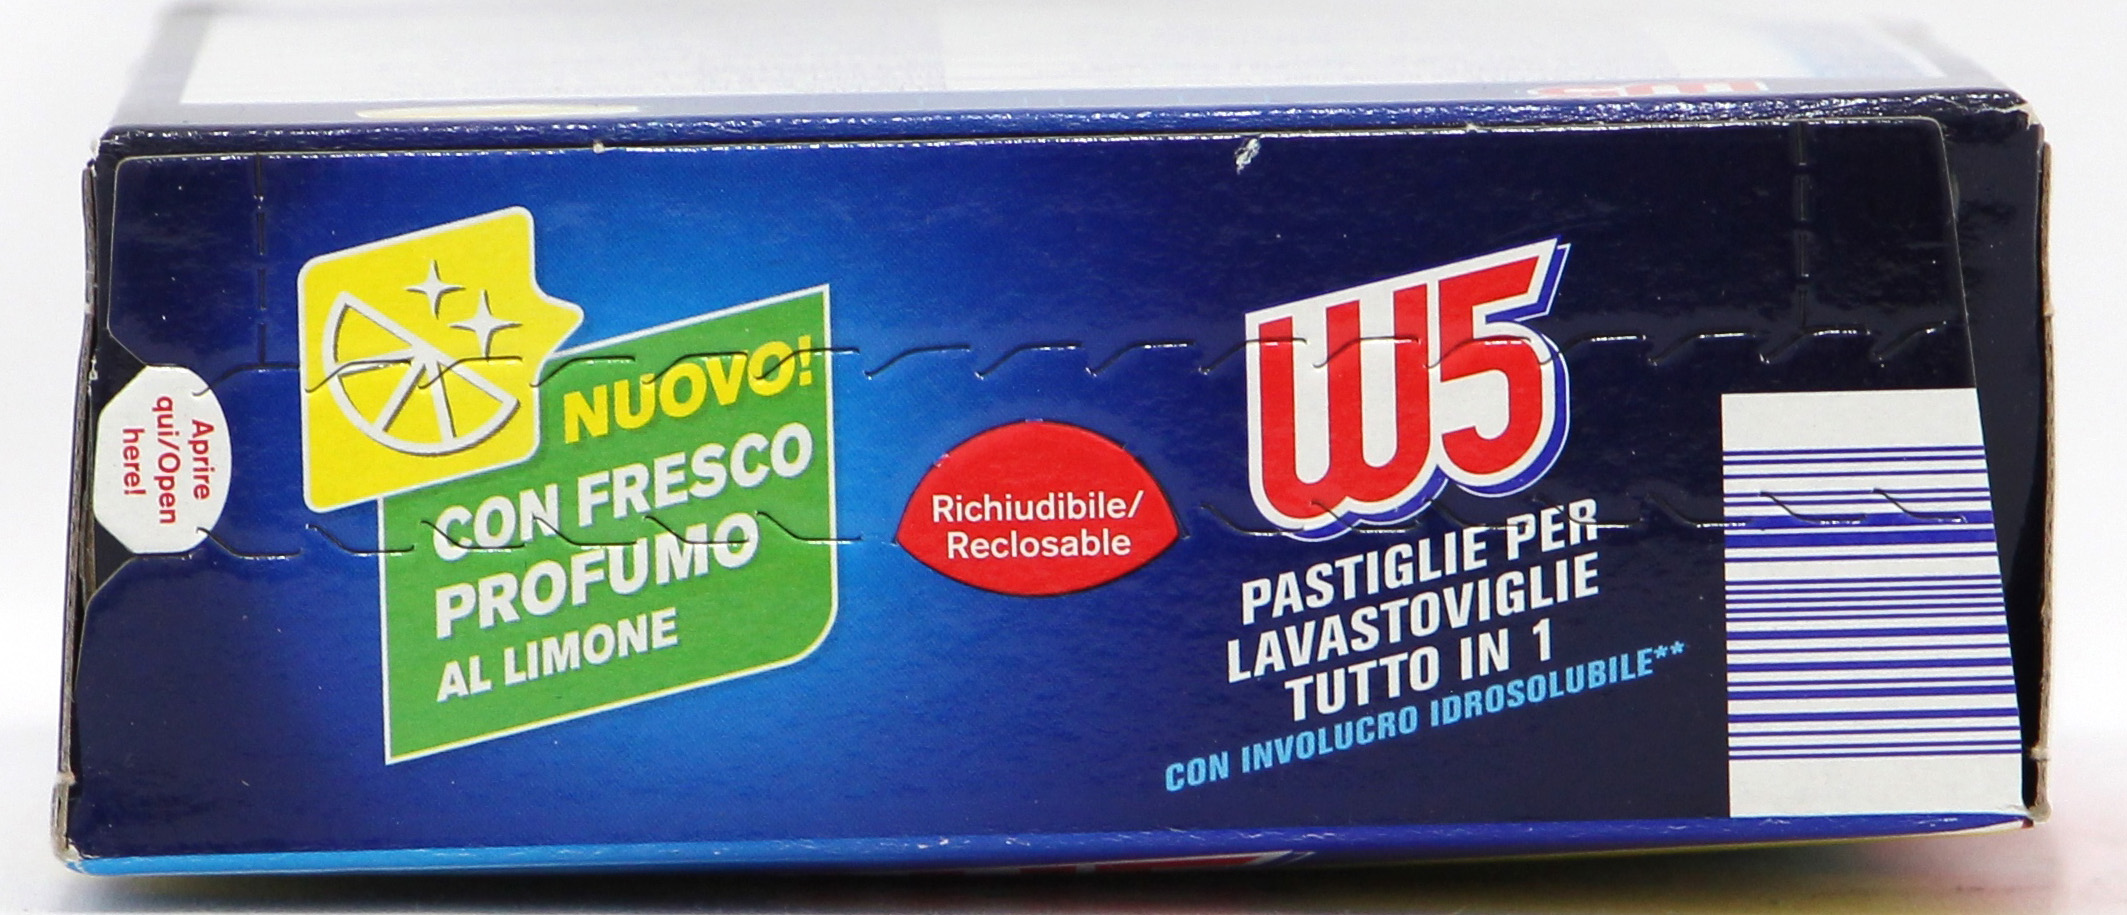 Aprire
qui/Open
here!
NUOVO!
CON FRESCO
PROFUMO
AL LIMONE
Richiudibile/
Reclosable
W5
PASTIGLIE PER
LAVASTOVIGLIE
TUTTO IN 1
CON INVOLUCRO IDROSOLUBILE**